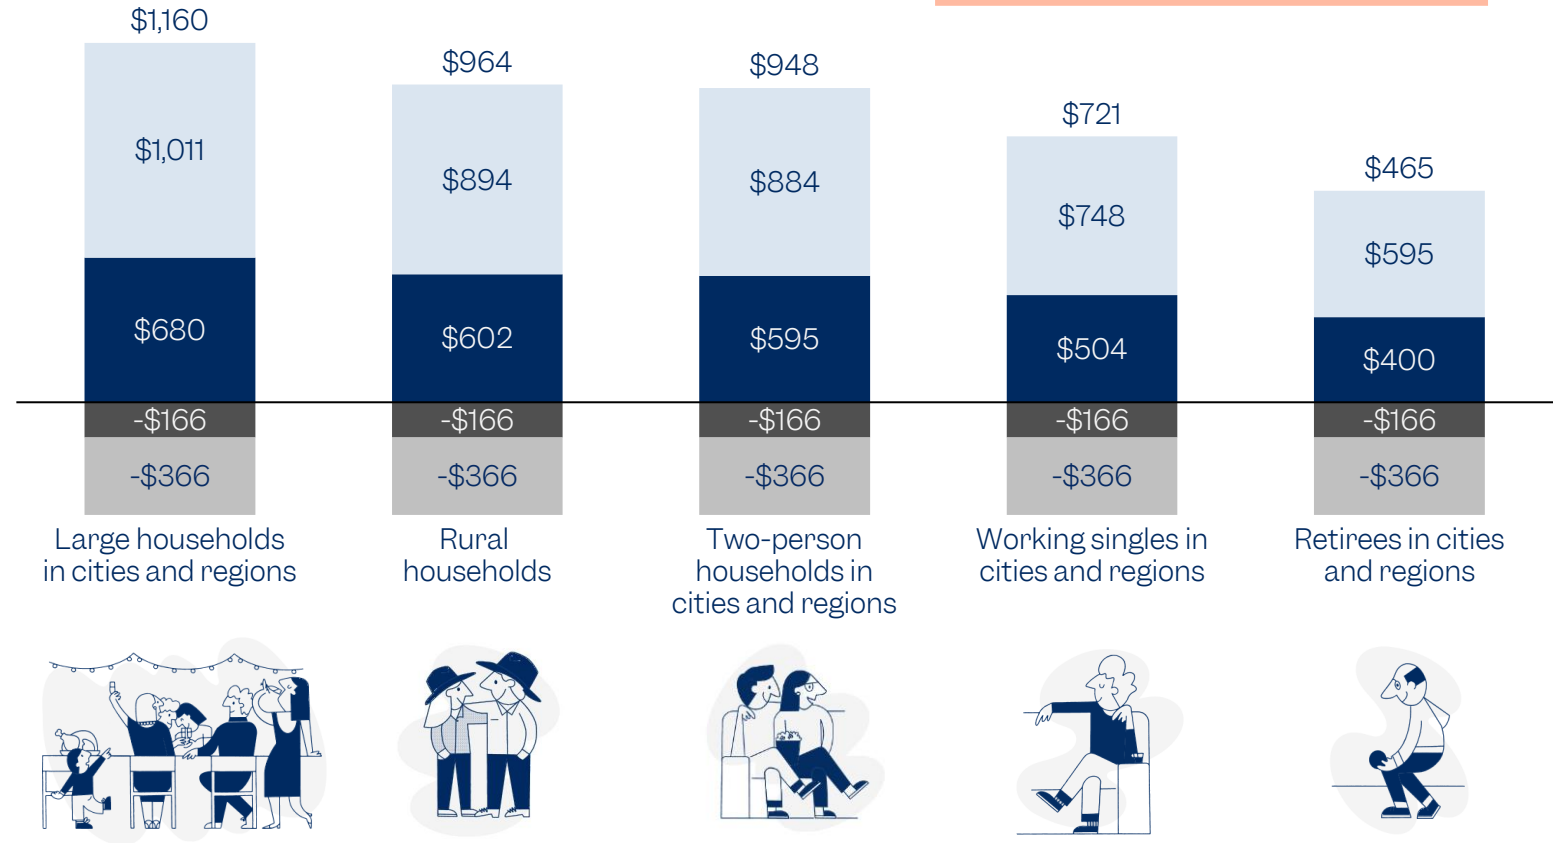 $1,160
$964
$948
$721
$465
$1,011
$894
$884
$748
$595
$680
$602
$595
$504
$400
-$166
-$166
-$166
-$166
-$166
-$366
-$366
-$366
-$366
-$366
Large households
in cities and regions
Rural
households
Two-person
households in
cities and regions
Working singles in
cities and regions
Retirees in cities
and regions